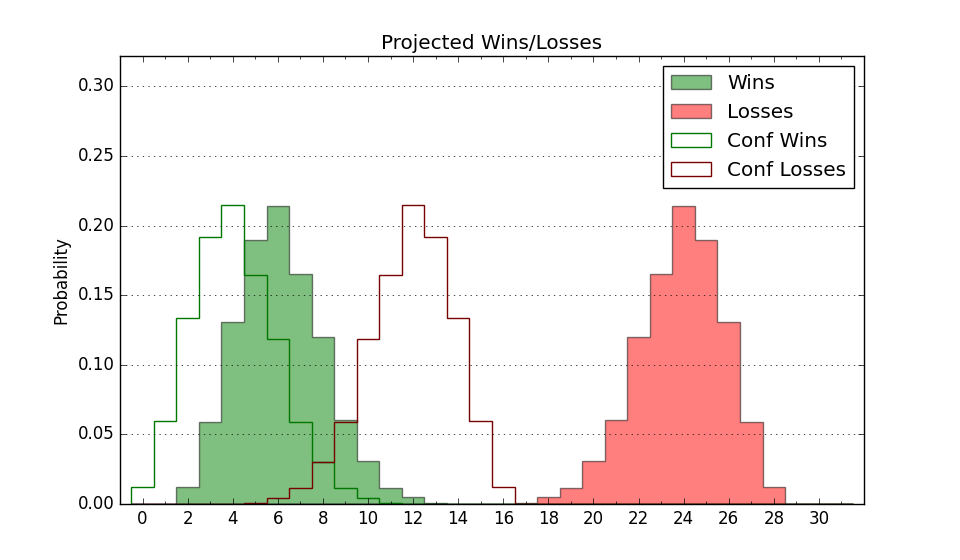 Projected Wins/Losses
Wins
Losses
Conf Wins
Conf Losses
Probability
0.30
0.25
0.20
0.15
0.10
0.05
0.00
0 2 4 6 8 10 12 14 16 18 20 22 24 26 28 30